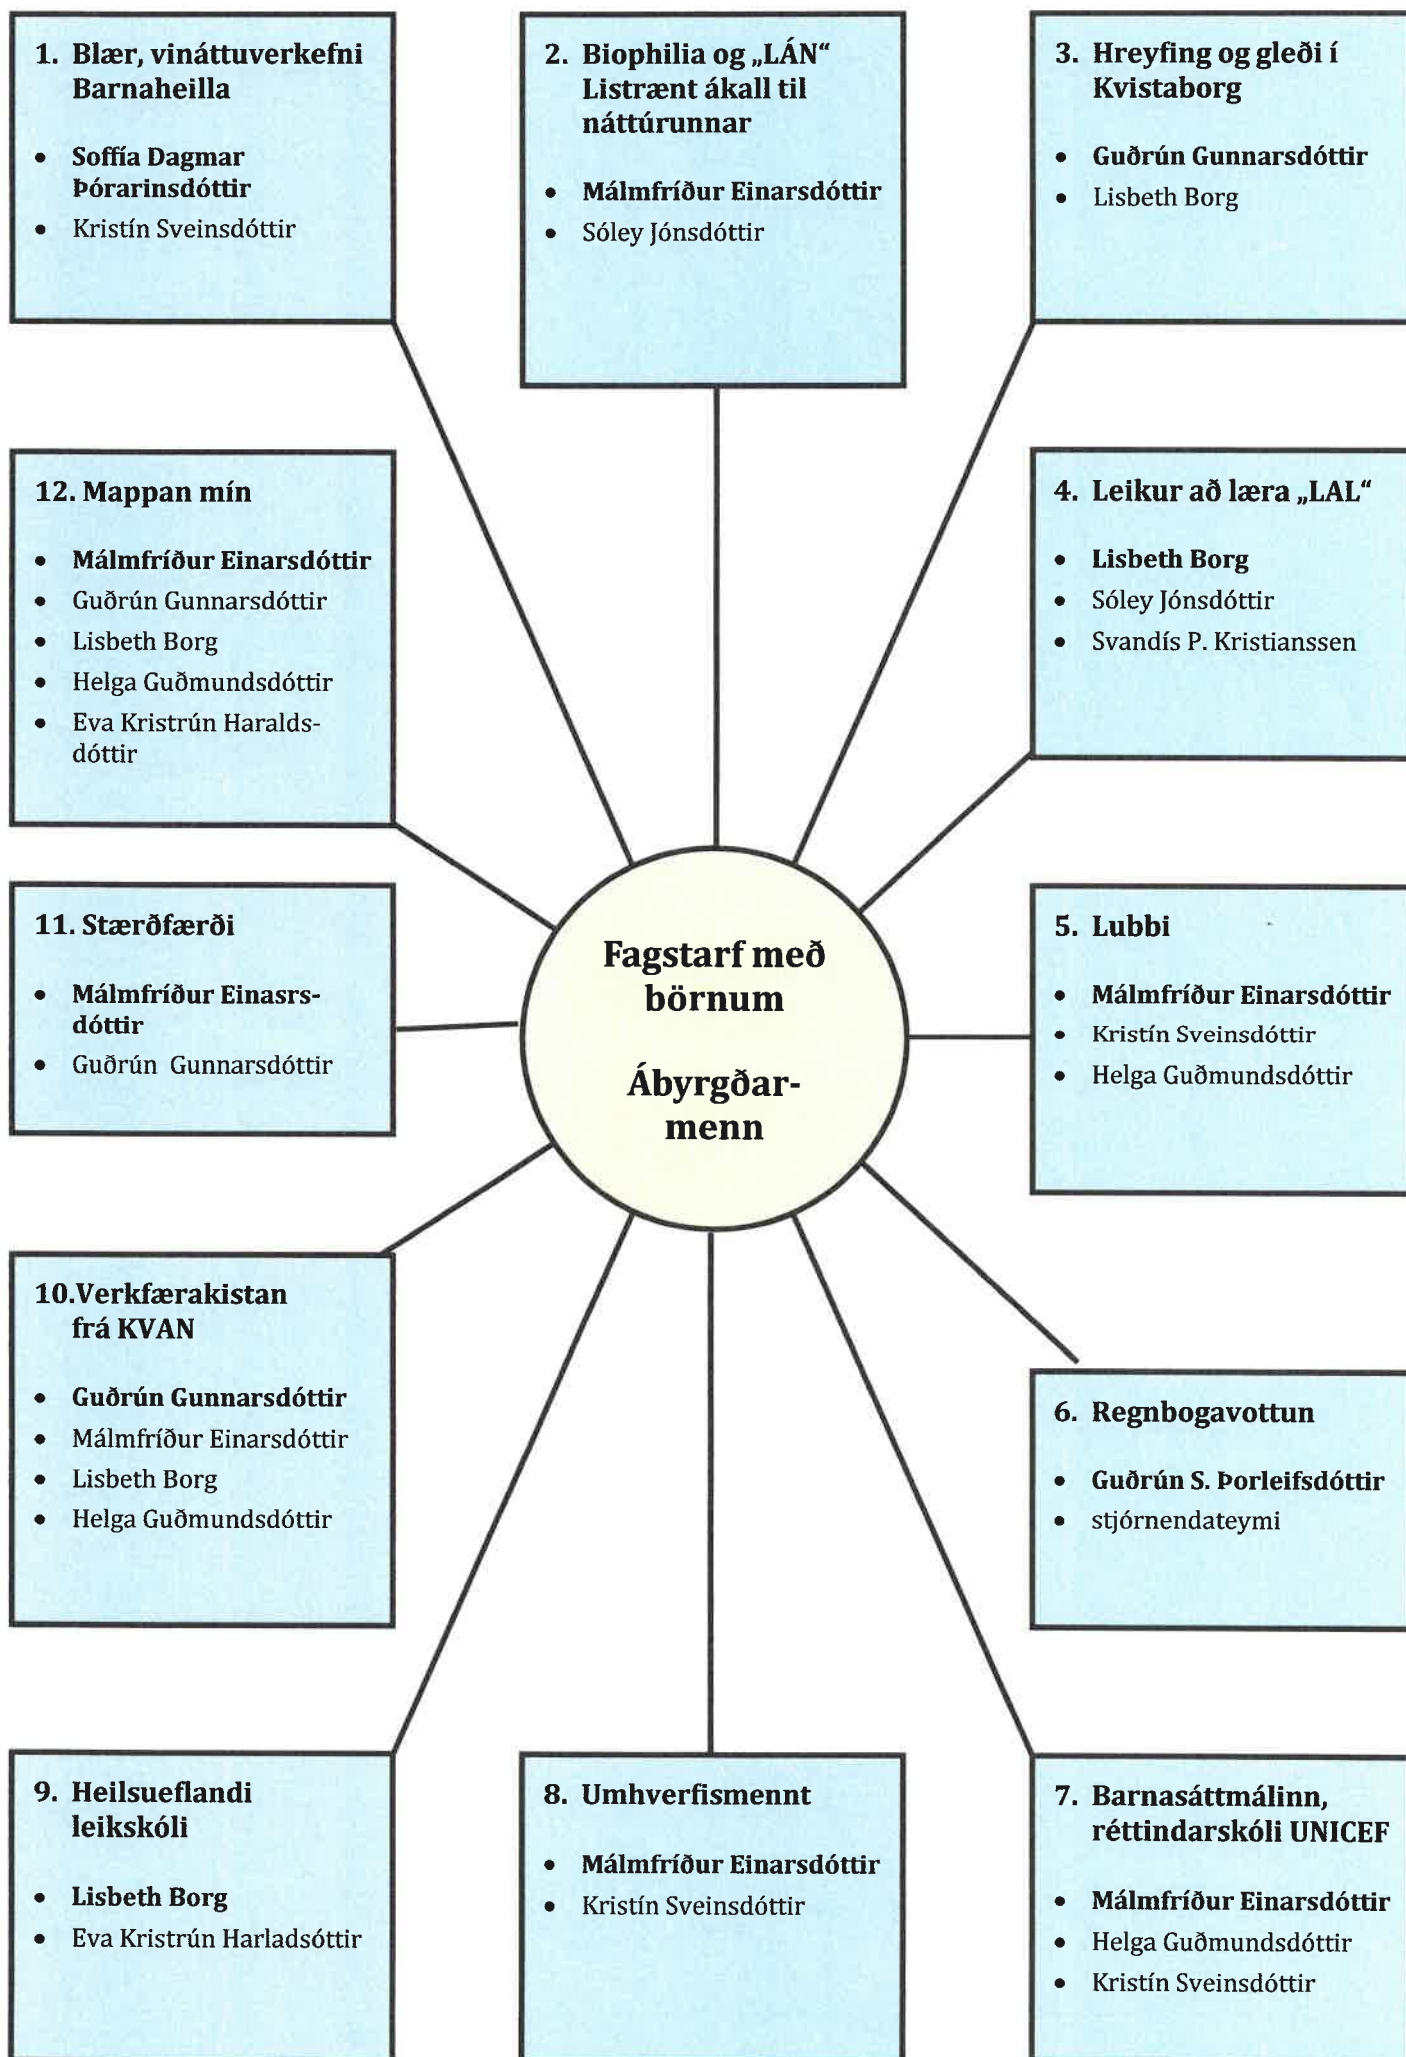 1. Blær, vináttuverkefni
Barnaheilla
• Soffía Dagmar
Þórarinsdóttir
• Kristín Sveinsdóttir
2. Biophilia og „LÁN“
Listrænt ákall til
náttúrunnar
• Málmfríður Einarsdóttir
• Sóley Jónsdóttir
3. Hreyfing og gleði í
Kvistaborg
• Guðrún Gunnarsdóttir
• Lisbeth Borg
4. Leikur að læra „LAL“
• Lisbeth Borg
• Sóley Jónsdóttir
• Svandís P. Kristianssen
5. Lubbi
• Málmfríður Einarsdóttir
• Kristín Sveinsdóttir
• Helga Guðmundsdóttir
6. Regnbogavottun
• Guðrún S. Þorleifsdóttir
• stjórnendateymi
7. Barnasáttmálinn,
réttindarskóli UNICEF
• Málmfríður Einarsdóttir
• Helga Guðmundsdóttir
• Kristín Sveinsdóttir
8. Umhverfismennt
• Málmfríður Einarsdóttir
• Kristín Sveinsdóttir
9. Heilsueflandi
leikskóli
• Lisbeth Borg
• Eva Kristrún Harladsóttir
10.Verkfærakistan
frá KVAN
• Guðrún Gunnarsdóttir
• Málmfríður Einarsdóttir
• Lisbeth Borg
• Helga Guðmundsdóttir
11. Stærðfærði
• Málmfríður Einasrs-
dóttir
• Guðrún Gunnarsdóttir
12. Mappan mín
• Málmfríður Einarsdóttir
• Guðrún Gunnarsdóttir
• Lisbeth Borg
• Helga Guðmundsdóttir
• Eva Kristrún Haralds-
dóttir
Fagstarf með
börnum
Ábyrgðar-
menn